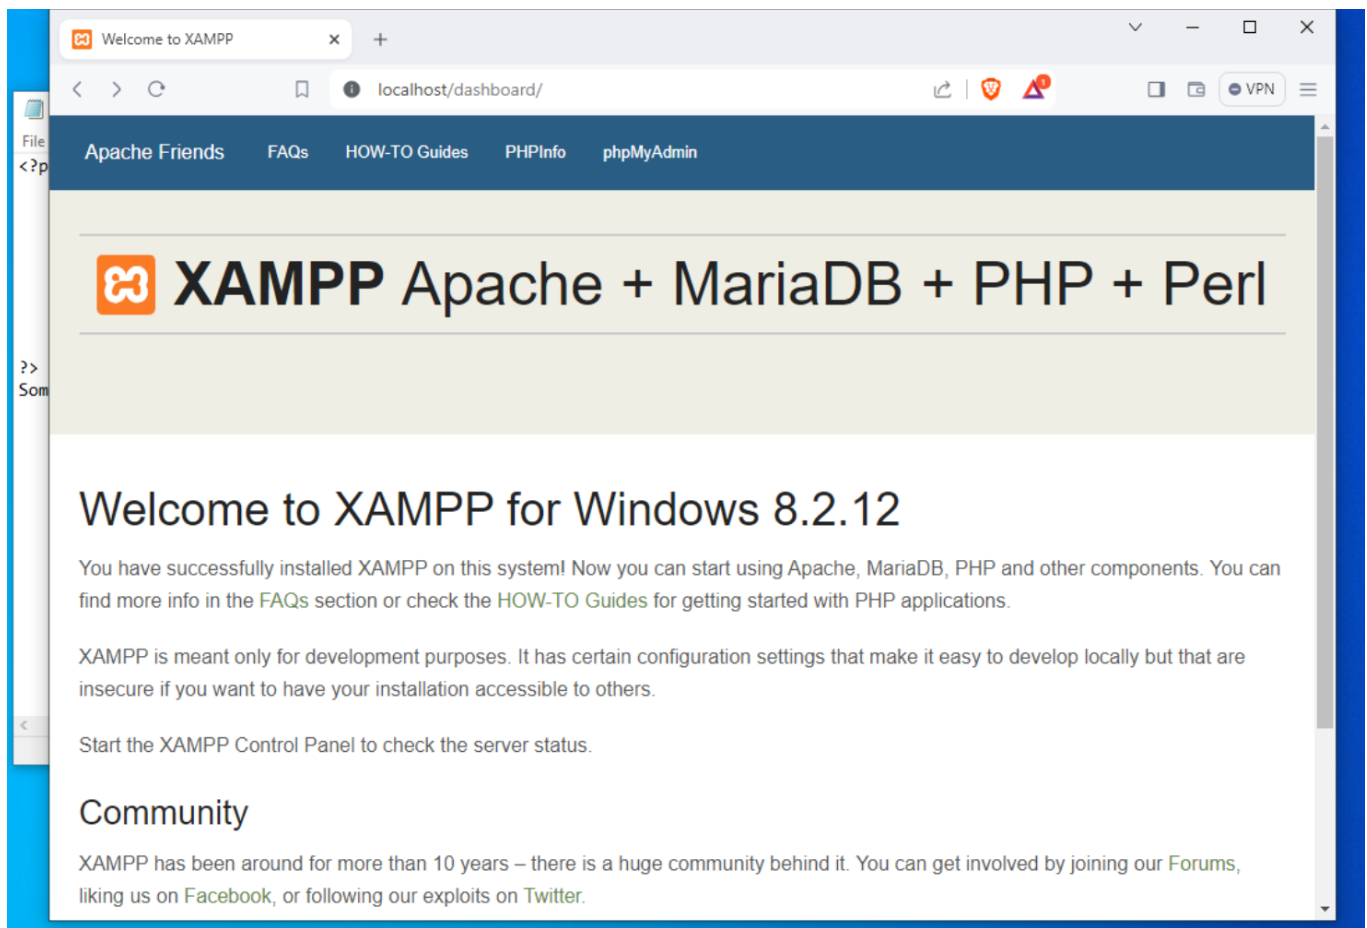 Welcome to XAMPP
localhost/dashboard/
1
VPN
File
<?p
?>
Som
Apache Friends FAQs HOW-TO Guides PHPInfo phpMyAdmin
XAMPP Apache + MariaDB + PHP + Perl
Welcome to XAMPP for Windows 8.2.12
You have successfully installed XAMPP on this system! Now you can start using Apache, MariaDB, PHP and other components. You can
find more info in the FAQs section or check the HOW-TO Guides for getting started with PHP applications.
XAMPP is meant only for development purposes. It has certain configuration settings that make it easy to develop locally but that are
insecure if you want to have your installation accessible to others.
Start the XAMPP Control Panel to check the server status.
Community
XAMPP has been around for more than 10 years – there is a huge community behind it. You can get involved by joining our Forums,
liking us on Facebook, or following our exploits on Twitter.